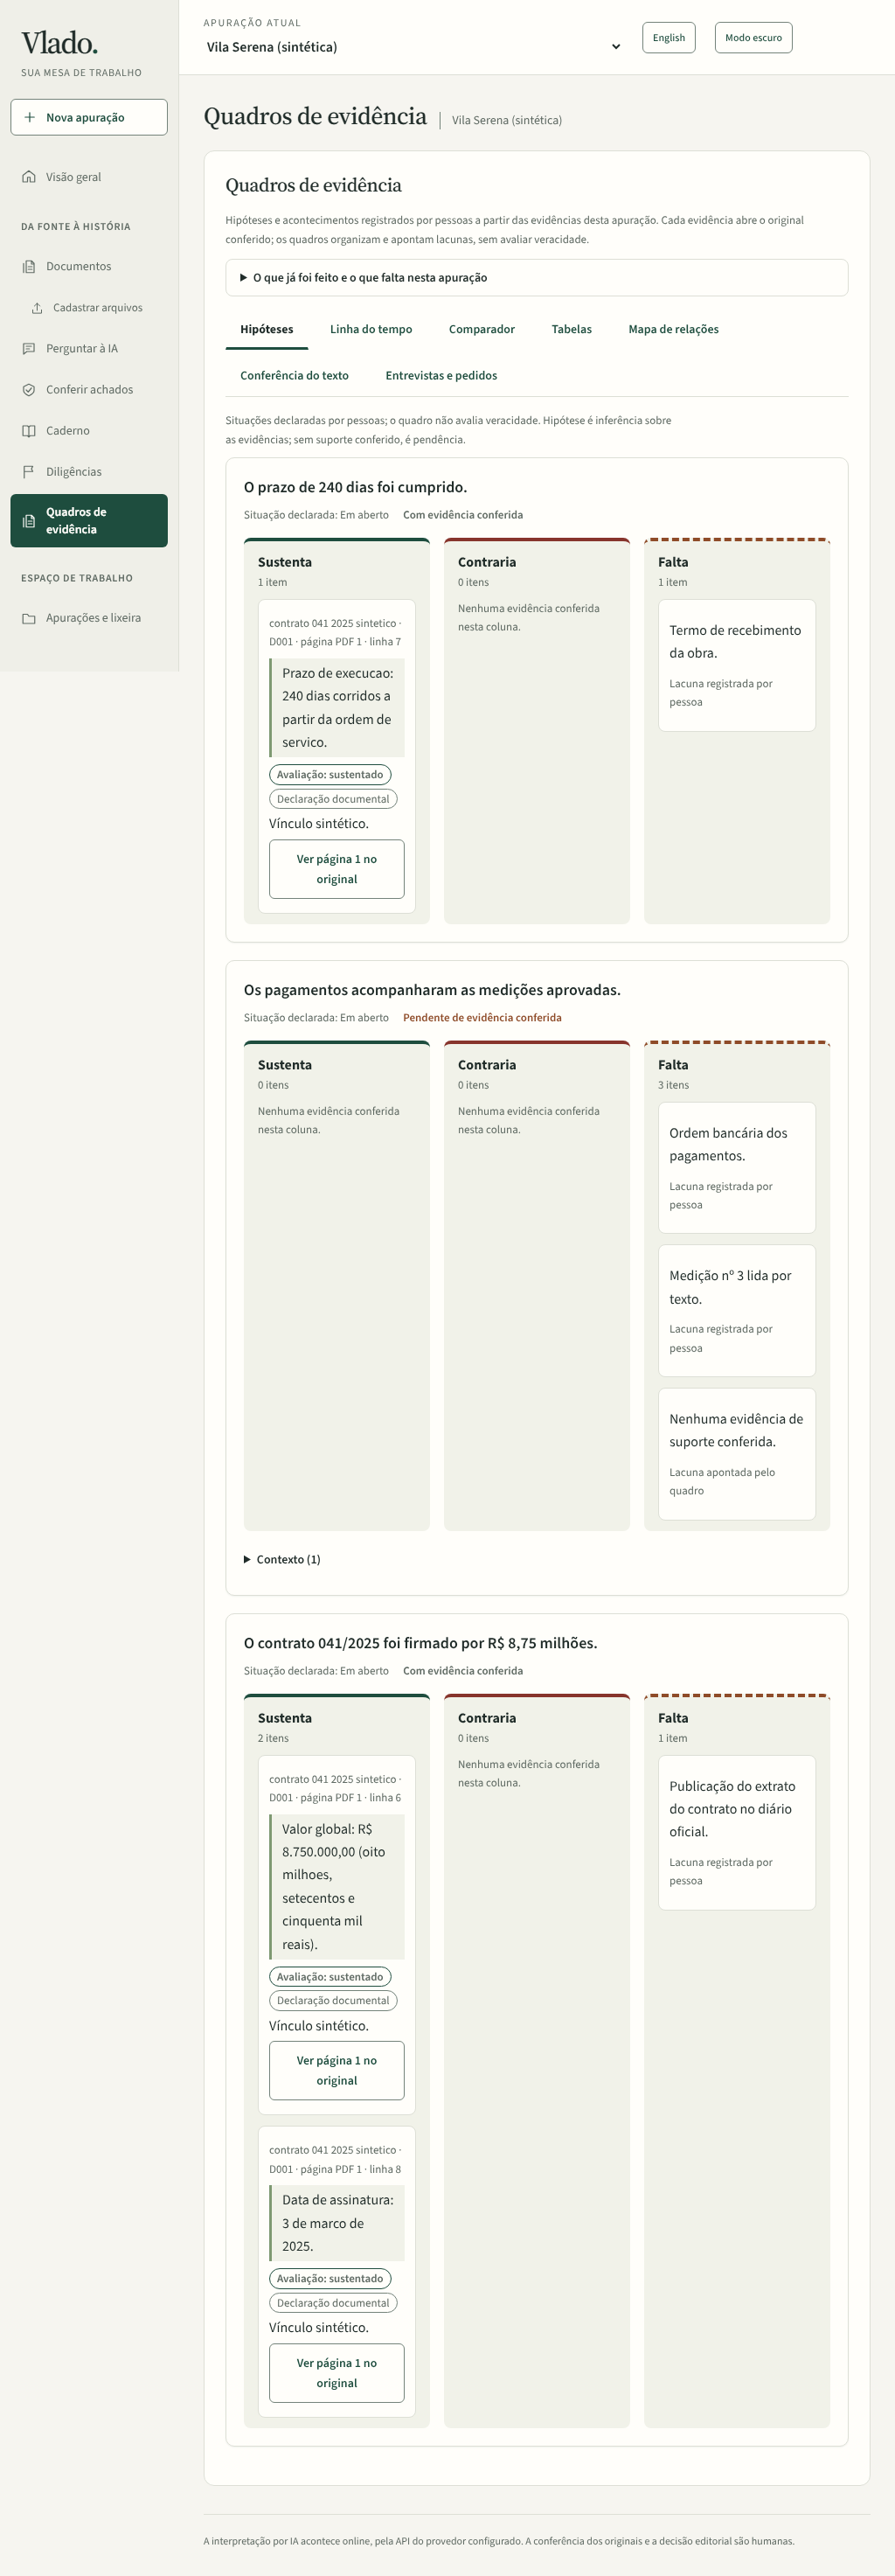 Vlado.
SUA MESA DE TRABALHO
Nova apuração
Visão geral
DA FONTE À HISTÓRIA
Documentos
Cadastrar arquivos
Perguntar à IA
Conferir achados
Caderno
Diligências
Quadros de
evidência
ESPAÇO DE TRABALHO
Apurações e lixeira
APURAÇÃO ATUAL
Vila Serena (sintética)
English
Modo escuro
Quadros de evidência
Vila Serena (sintética)
Quadros de evidência
Hipóteses e acontecimentos registrados por pessoas a partir das evidências desta apuração. Cada evidência abre o original
conferido; os quadros organizam e apontam lacunas, sem avaliar veracidade.
O que já foi feito e o que falta nesta apuração
Hipóteses
Linha do tempo
Comparador
Tabelas
Mapa de relações
Conferência do texto
Entrevistas e pedidos
Situações declaradas por pessoas; o quadro não avalia veracidade. Hipótese é inferência sobre
as evidências; sem suporte conferido, é pendência.
O prazo de 240 dias foi cumprido.
Situação declarada: Em aberto Com evidência conferida
Sustenta
1 item
contrato 041 2025 sintetico ·
D001 · página PDF 1 · linha 7
Prazo de execucao:
240 dias corridos a
partir da ordem de
servico.
Avaliação: sustentado
Declaração documental
Vínculo sintético.
Ver página 1 no
original
Contraria
0 itens
Nenhuma evidência conferida
nesta coluna.
Falta
1 item
Termo de recebimento
da obra.
Lacuna registrada por
pessoa
Os pagamentos acompanharam as medições aprovadas.
Situação declarada: Em aberto Pendente de evidência conferida
Sustenta
0 itens
Nenhuma evidência conferida
nesta coluna.
Contraria
0 itens
Nenhuma evidência conferida
nesta coluna.
Falta
3 itens
Ordem bancária dos
pagamentos.
Lacuna registrada por
pessoa
Medição nº 3 lida por
texto.
Lacuna registrada por
pessoa
Nenhuma evidência de
suporte conferida.
Lacuna apontada pelo
quadro
Contexto (1)
O contrato 041/2025 foi firmado por R$ 8,75 milhões.
Situação declarada: Em aberto Com evidência conferida
Sustenta
2 itens
contrato 041 2025 sintetico ·
D001 · página PDF 1 · linha 6
Valor global: R$
8.750.000,00 (oito
milhoes,
setecentos e
cinquenta mil
reais).
Avaliação: sustentado
Declaração documental
Vínculo sintético.
Ver página 1 no
original
contrato 041 2025 sintetico ·
D001 · página PDF 1 · linha 8
Data de assinatura:
3 de marco de
2025.
Avaliação: sustentado
Declaração documental
Vínculo sintético.
Ver página 1 no
original
Contraria
0 itens
Nenhuma evidência conferida
nesta coluna.
Falta
1 item
Publicação do extrato
do contrato no diário
oficial.
Lacuna registrada por
pessoa
A interpretação por IA acontece online, pela API do provedor configurado. A conferência dos originais e a decisão editorial são humanas.